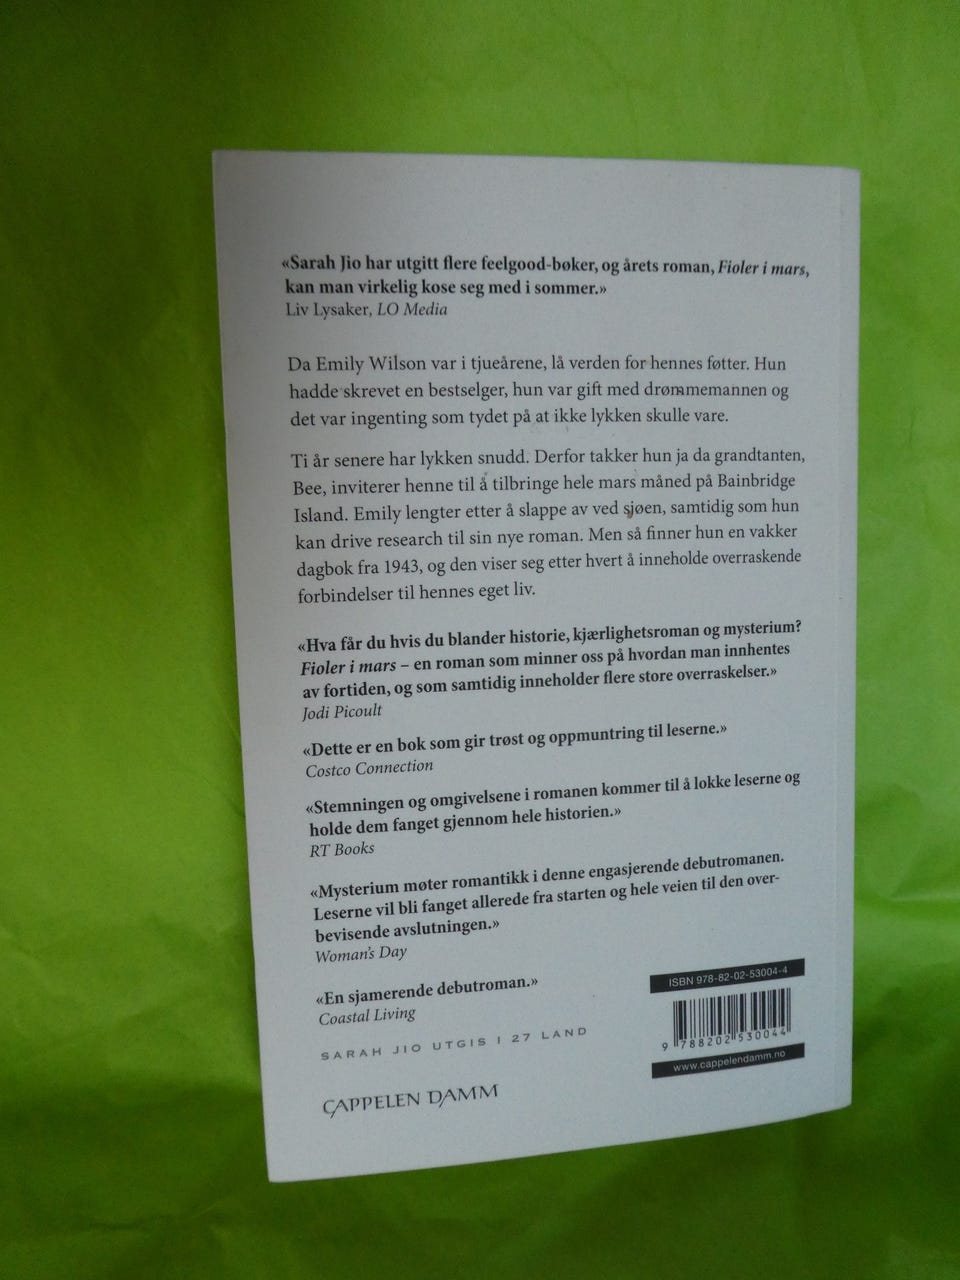 «Sarah Jio har utgitt flere feelgood-bøker, og årets roman, Fioler i mars,
kan man virkelig kose seg med i sommer.»
Liv Lysaker, LO Media
Da Emily Wilson var i tjueårene, lå verden for hennes føtter. Hun
hadde skrevet en bestselger, hun var gift med drømmemannen og
det var ingenting som tydet på at ikke lykken skulle vare.
Ti år senere har lykken snudd. Derfor takker hun ja da grandtanten,
Bee, inviterer henne til å tilbringe hele mars måned på Bainbridge
Island. Emily lengter etter å slappe av ved sjøen, samtidig som hun
kan drive research til sin nye roman. Men så finner hun en vakker
dagbok fra 1943, og den viser seg etter hvert å inneholde overraskende
forbindelser til hennes eget liv.
«Hva får du hvis du blander historie, kjærlighetsroman og mysterium?
Fioler i mars – en roman som minner oss på hvordan man innhentes
av fortiden, og som samtidig inneholder flere store overraskelser.»
Jodi Picoult
«Dette er en bok som gir trøst og oppmuntring til leserne.»
Costco Connection
«Stemningen og omgivelsene i romanen kommer til å lokke leserne og
holde dem fanget gjennom hele historien.»
RT Books
«Mysterium møter romantikk i denne engasjerende debutromanen.
Leserne vil bli fanget allerede fra starten og hele veien til den over-
bevisende avslutningen.»
Woman's Day
«En sjamerende debutroman.»
Coastal Living
SARAH JIO UTGIS I 27 LAND
CAPPELEN DAMM
ISBN 978-82-02-53004-4
9 788202 530044
www.cappelendamm.no